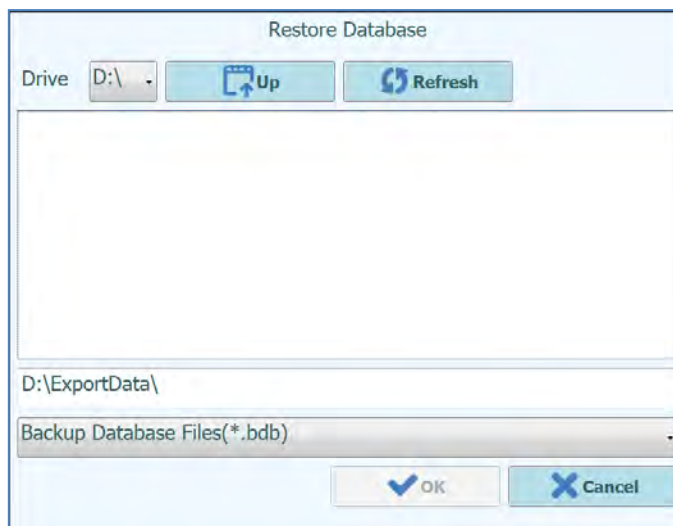 Restore Database
Drive D:\ Up Refresh
D:\ExportData\
Backup Database Files(*.bdb)
OK Cancel